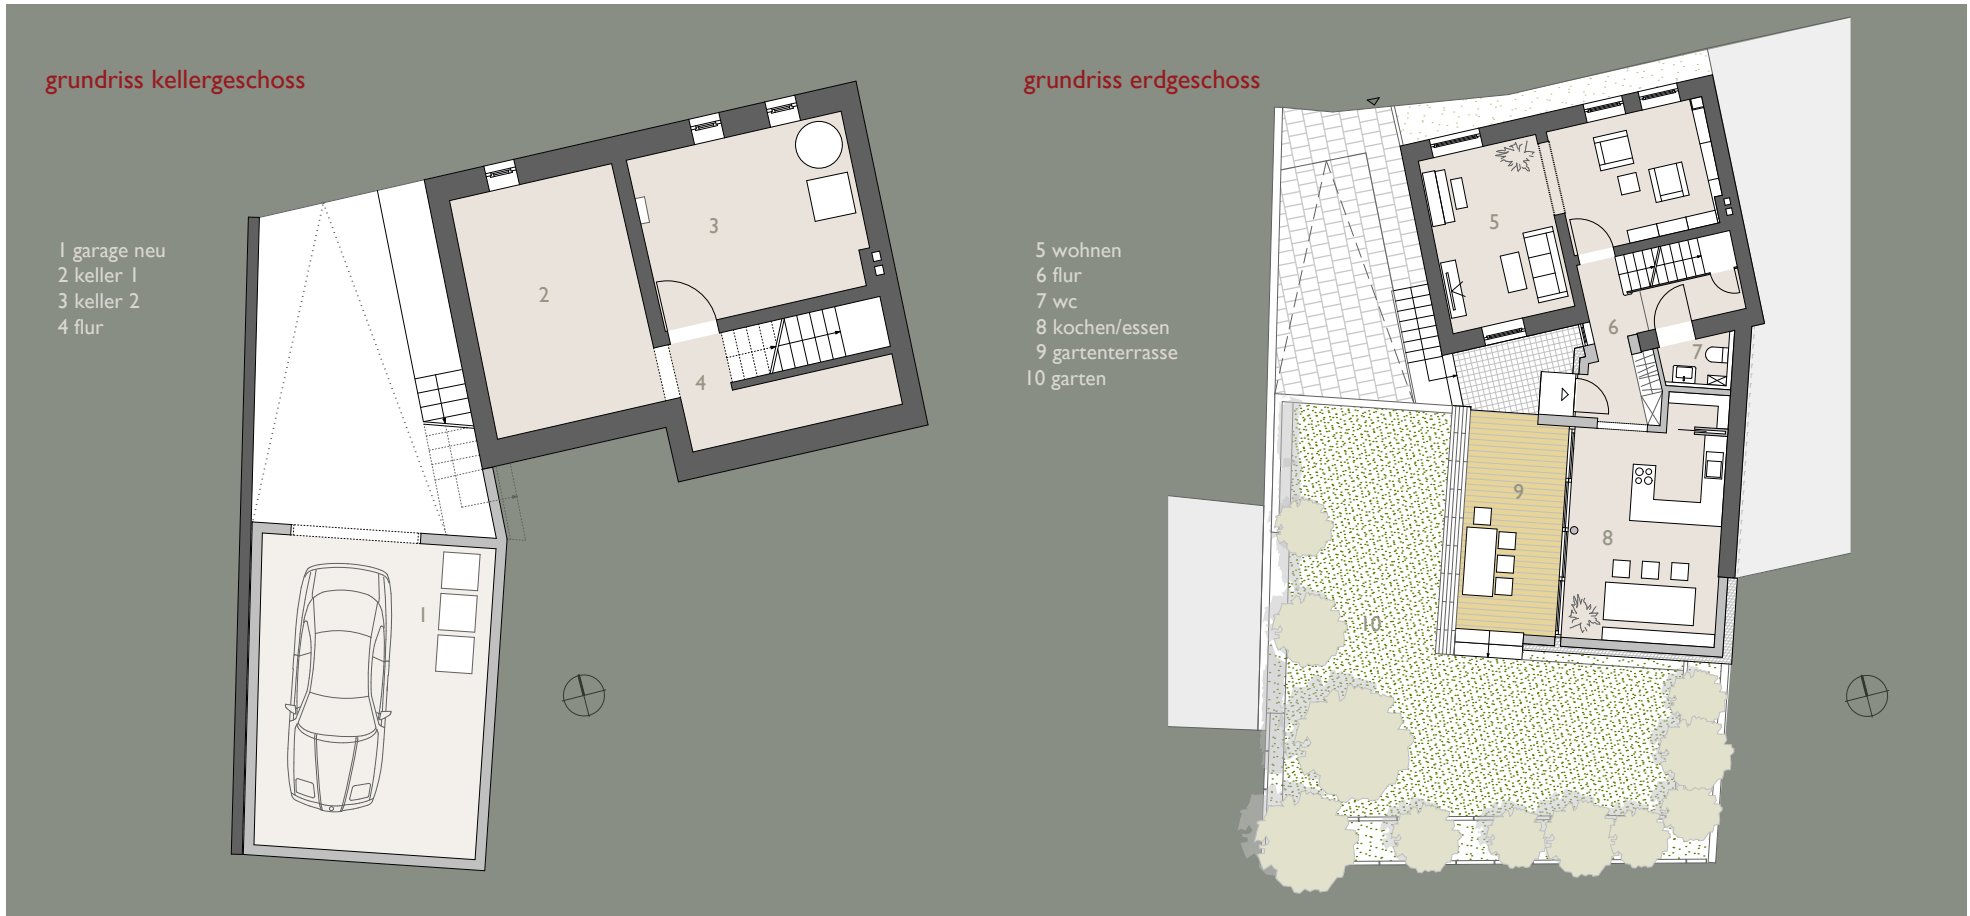 grundriss kellergeschoss
1 garage neu
2 keller 1
3 keller 2
4 flur
2
3
4
1
grundriss erdgeschoss
5 wohnen
6 flur
7 wc
8 kochen/essen
9 gartenterrasse
10 garten
5
6
7
9
8
10